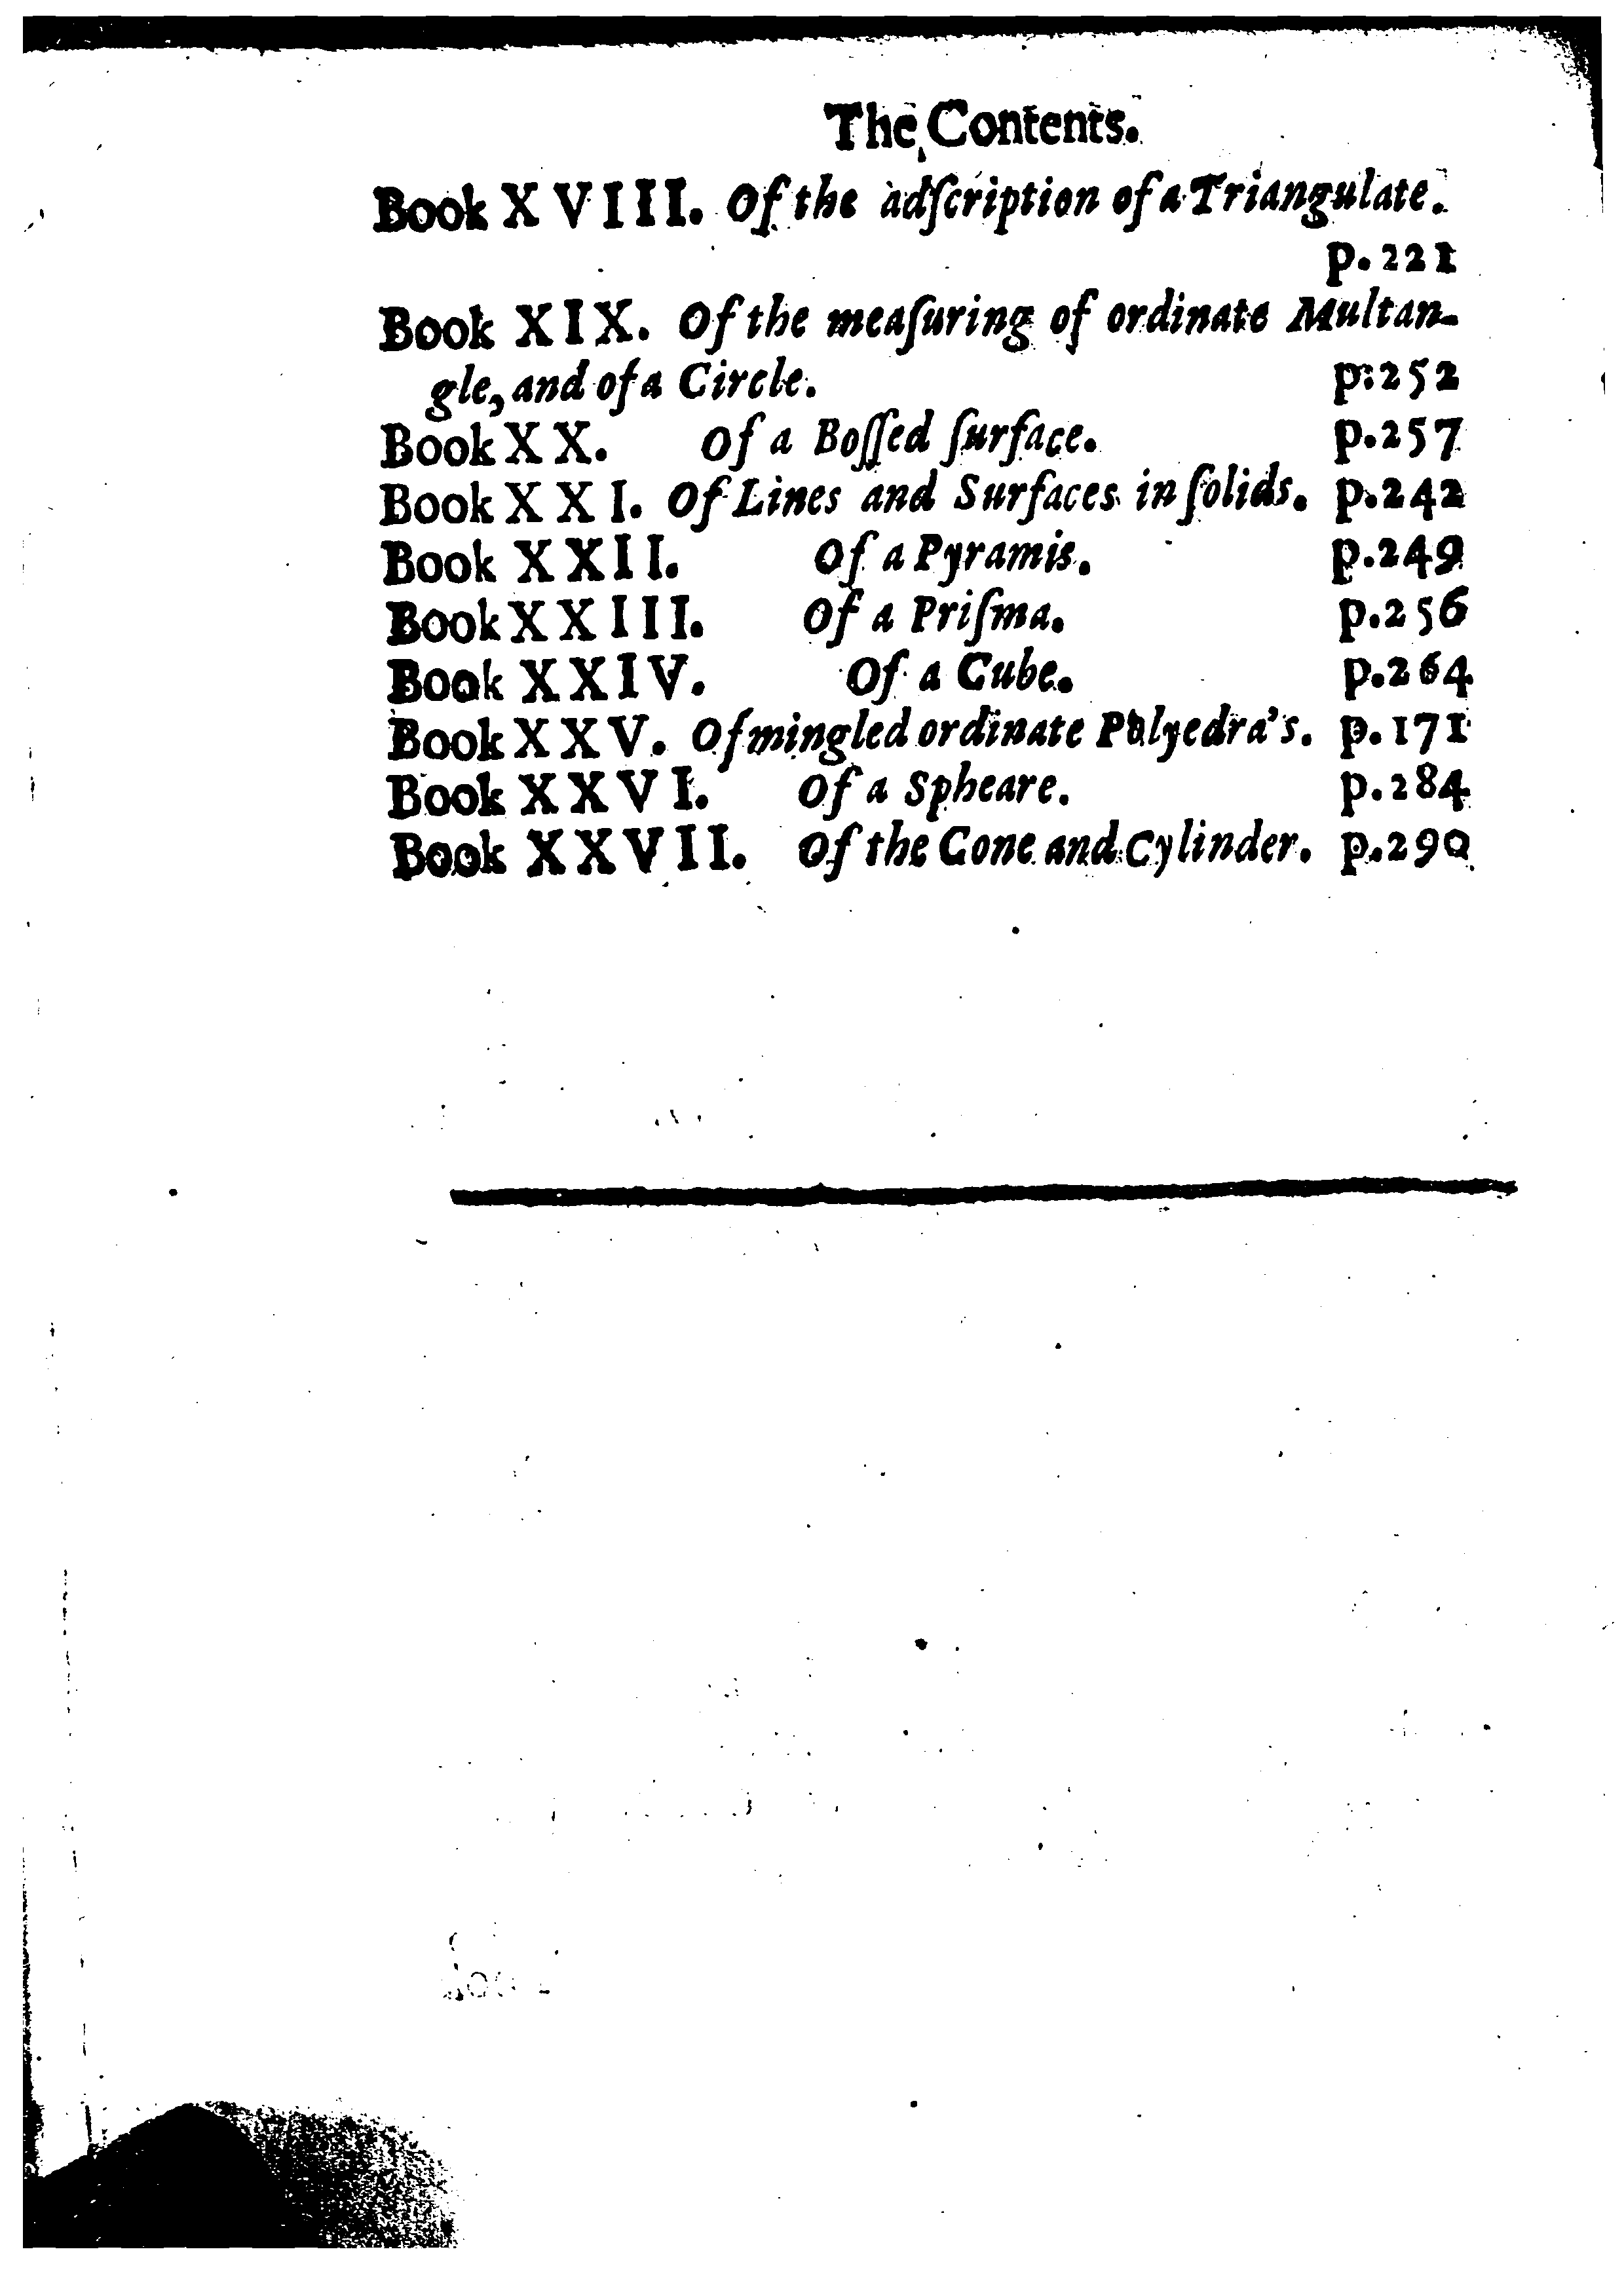 The Contents.
Book XVIII. Of the adſcription of a Triangulate.
p.221
Book XIX. Of the meaſuring of ordinate Multan-
gle, and of a Circle. p:252
Book XX. Of a Boſſed ſurface. p.257
Book XXI. Of Lines and Surfaces in ſolids. p.242
Book XXII. Of a Pyramis. p.249
Book XXIII. Of a Priſma. p.256
Book XXIV. Of a Cube. p.264
Book XXV. Of mingled ordinate Polyedra's. p.171
Book XXVI. Of a Spheare. p.284
Book XXVII. Of the Cone and Cylinder. p.290